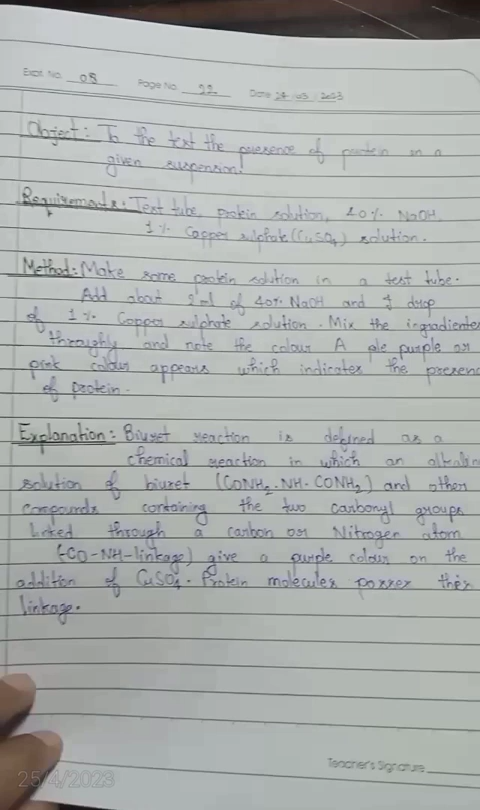 Expt. No. 08 Page No. 22 Date 24/05/2023
Object: To the text the presence of protein in a
given suspension.
Requirements: Text tube, protein solution, 40% NaOH,
1% Copper sulphate (CuSO4) solution.
Method: Make some protein solution in a test tube.
Add about 2ml of 40% NaOH and 1 drop
of 1% Copper sulphate solution. Mix the ingradientes
throughly and note the colour A ple purple or
pink colour appears which indicates the presenc
of protein.
Explanation: Biuret reaction is defined as a
chemical reaction in which an alkalin
solution of biuret (CONH2.NH.CONH2) and other
compounds containing the two carbonyl groups
linked through a carbon or Nitrogen atom
(-CO-NH-linkage) give a purple colour on the
addition of CuSO4. Protein molecules posses this
linkage.
Teacher's Signature
25/4/2023